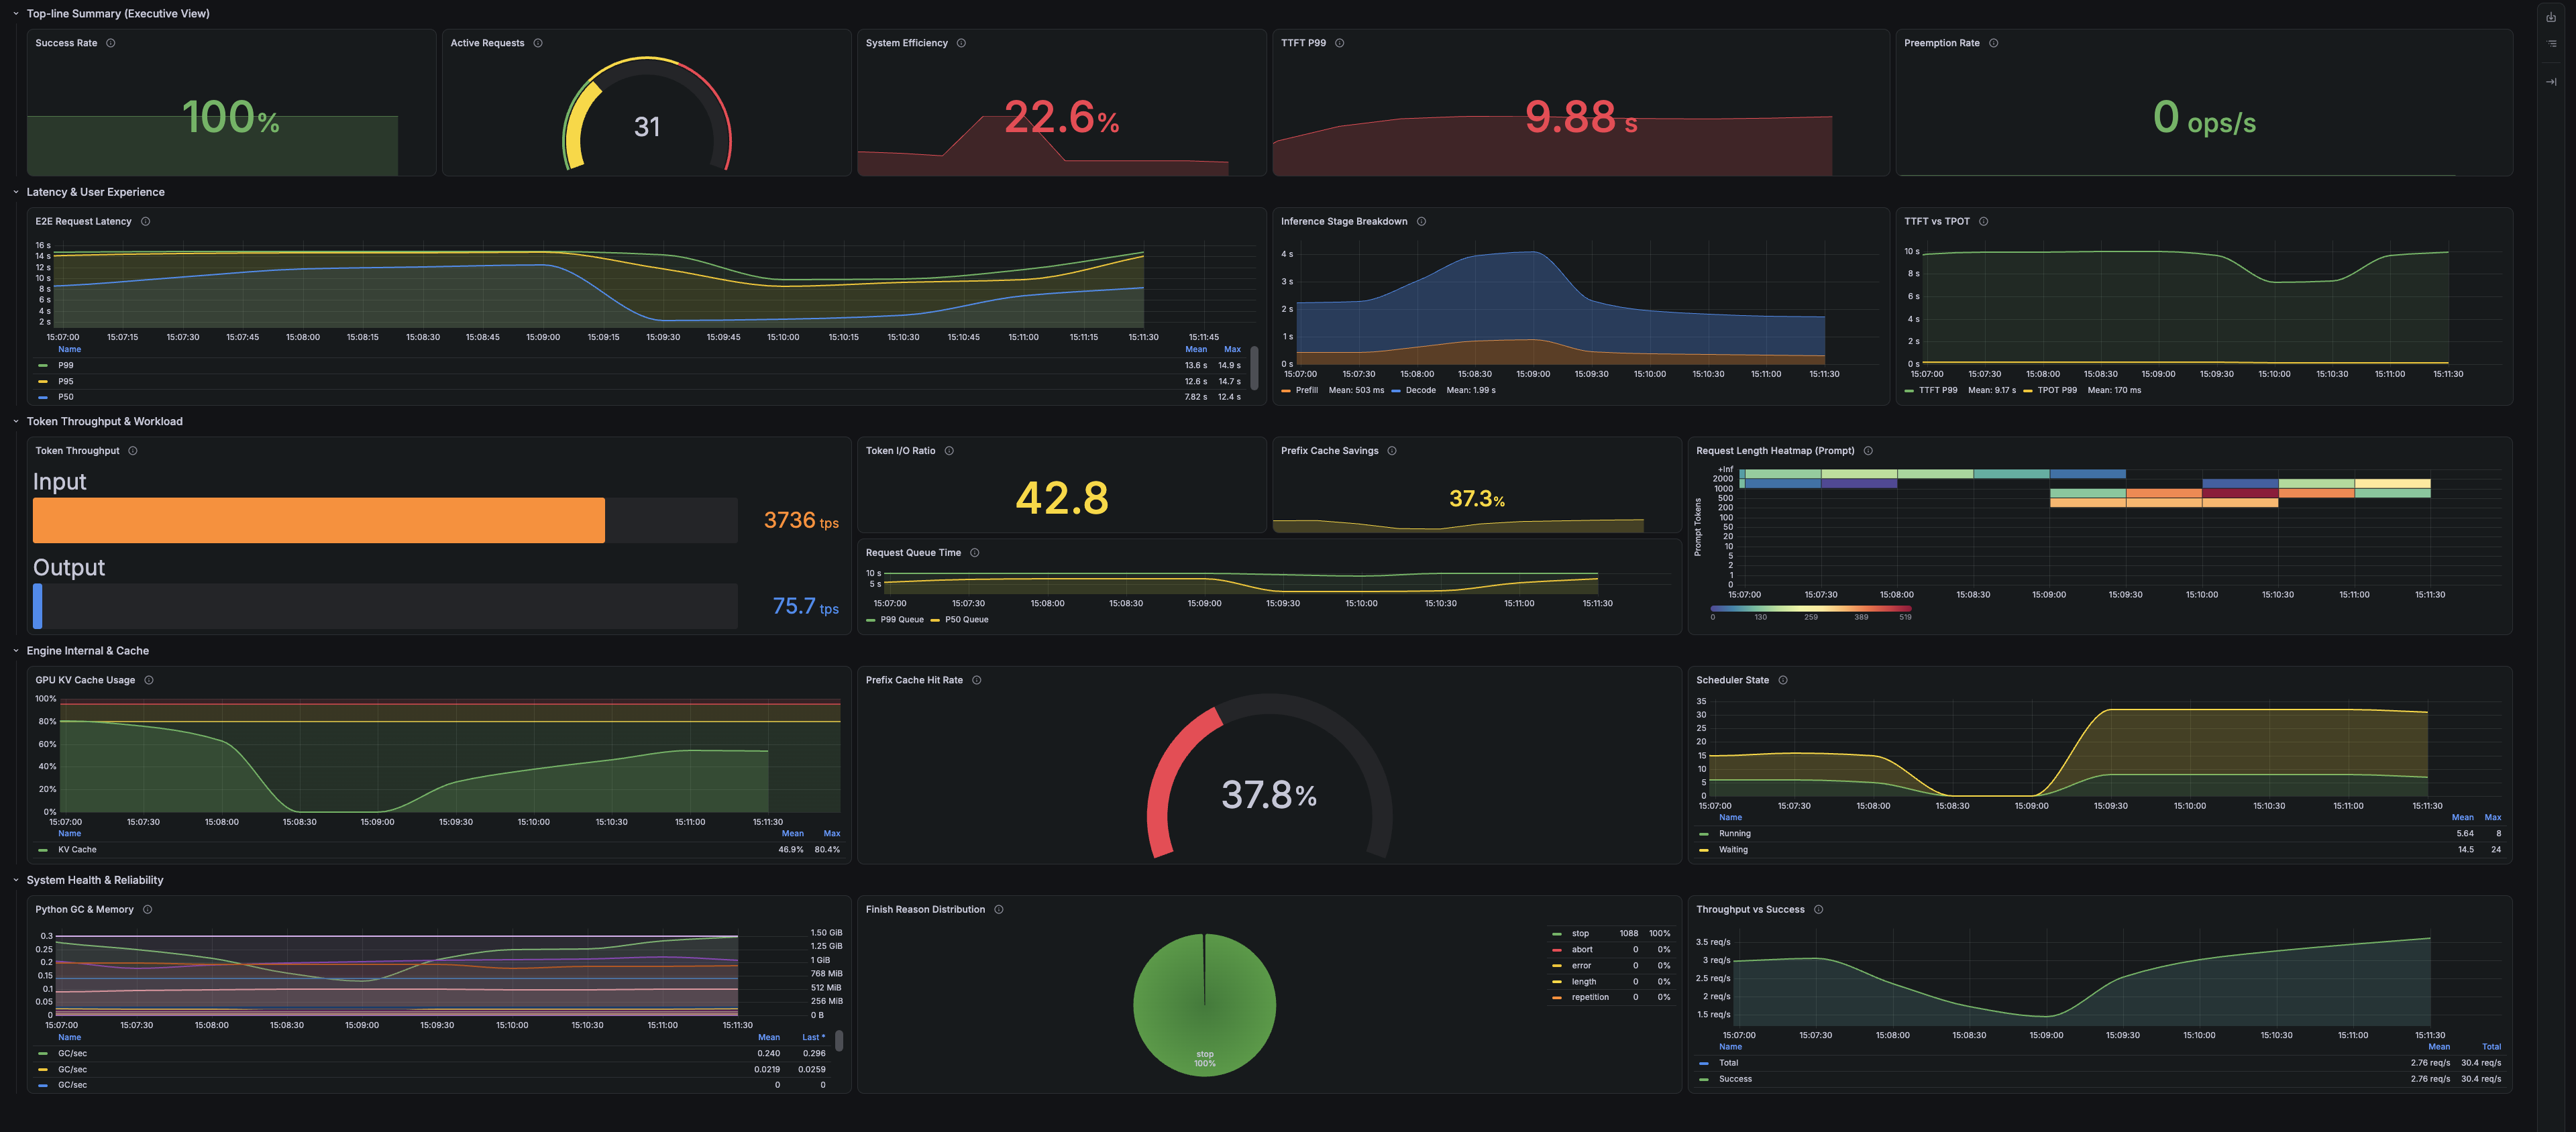 Top-line Summary (Executive View)
Success Rate
100%
Active Requests
31
System Efficiency
22.6%
TTFT P99
9.88 s
Preemption Rate
0 ops/s
Latency & User Experience
E2E Request Latency
16 s
14 s
12 s
10 s
8 s
6 s
4 s
2 s
15:07:00 15:07:15 15:07:30 15:07:45 15:08:00 15:08:15 15:08:30 15:08:45 15:09:00 15:09:15 15:09:30 15:09:45 15:10:00 15:10:15 15:10:30 15:10:45 15:11:00 15:11:15 15:11:30 15:11:45
Name Mean Max
P99 13.6 s 14.9 s
P95 12.6 s 14.7 s
P50 7.82 s 12.4 s
Inference Stage Breakdown
4 s
3 s
2 s
1 s
0 s
15:07:00 15:07:30 15:08:00 15:08:30 15:09:00 15:09:30 15:10:00 15:10:30 15:11:00 15:11:30
Prefill Mean: 503 ms Decode Mean: 1.99 s
TTFT vs TPOT
10 s
8 s
6 s
4 s
2 s
0 s
15:07:00 15:07:30 15:08:00 15:08:30 15:09:00 15:09:30 15:10:00 15:10:30 15:11:00 15:11:30
TTFT P99 Mean: 9.17 s TPOT P99 Mean: 170 ms
Token Throughput & Workload
Token Throughput
Input
3736 tps
Output
75.7 tps
Token I/O Ratio
42.8
Prefix Cache Savings
37.3%
Request Queue Time
10 s
5 s
15:07:00 15:07:30 15:08:00 15:08:30 15:09:00 15:09:30 15:10:00 15:10:30 15:11:00 15:11:30
P99 Queue P50 Queue
Request Length Heatmap (Prompt)
Prompt Tokens
+Inf
2000
1000
500
200
100
50
20
10
5
2
1
0
15:07:00 15:07:30 15:08:00 15:08:30 15:09:00 15:09:30 15:10:00 15:10:30 15:11:00 15:11:30
0 130 259 389 519
Engine Internal & Cache
GPU KV Cache Usage
100%
80%
60%
40%
20%
0%
15:07:00 15:07:30 15:08:00 15:08:30 15:09:00 15:09:30 15:10:00 15:10:30 15:11:00 15:11:30
Name Mean Max
KV Cache 46.9% 80.4%
Prefix Cache Hit Rate
37.8%
Scheduler State
35
30
25
20
15
10
5
0
15:07:00 15:07:30 15:08:00 15:08:30 15:09:00 15:09:30 15:10:00 15:10:30 15:11:00 15:11:30
Name Mean Max
Running 5.64 8
Waiting 14.5 24
System Health & Reliability
Python GC & Memory
0.3
0.25
0.2
0.15
0.1
0.05
0
1.50 GiB
1.25 GiB
1 GiB
768 MiB
512 MiB
256 MiB
0 B
15:07:00 15:07:30 15:08:00 15:08:30 15:09:00 15:09:30 15:10:00 15:10:30 15:11:00 15:11:30
Name Mean Last *
GC/sec 0.240 0.296
GC/sec 0.0219 0.0259
GC/sec 0 0
Finish Reason Distribution
stop
100%
stop 1088 100%
abort 0 0%
error 0 0%
length 0 0%
repetition 0 0%
Throughput vs Success
3.5 req/s
3 req/s
2.5 req/s
2 req/s
1.5 req/s
15:07:00 15:07:30 15:08:00 15:08:30 15:09:00 15:09:30 15:10:00 15:10:30 15:11:00 15:11:30
Name Mean Total
Total 2.76 req/s 30.4 req/s
Success 2.76 req/s 30.4 req/s